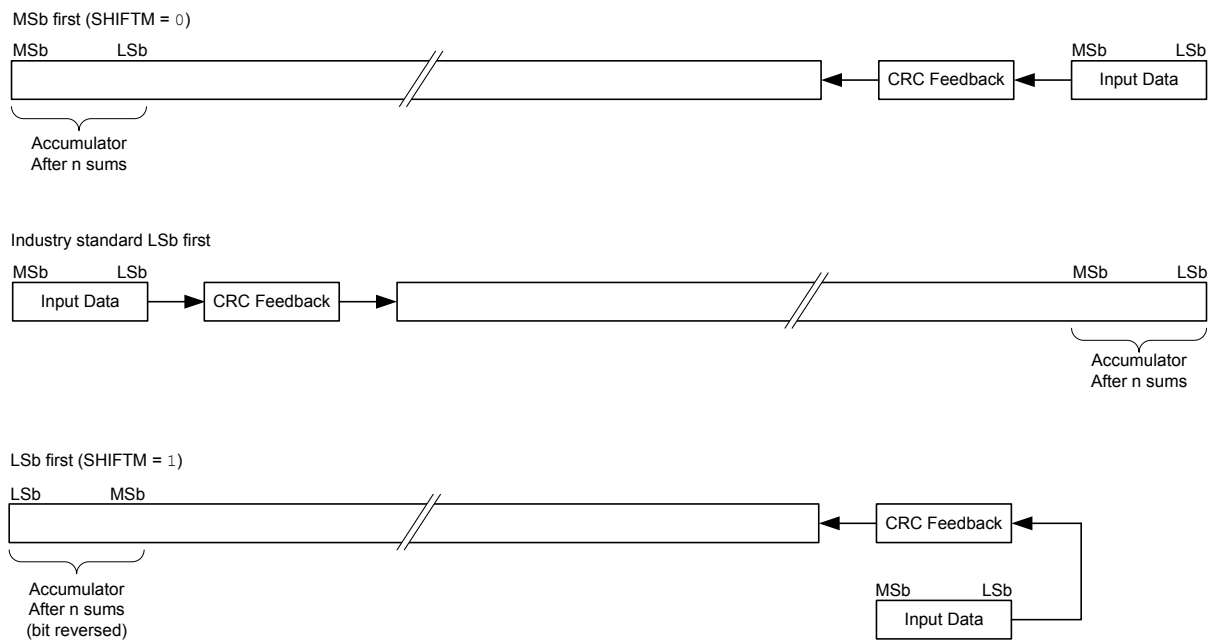 MSb first (SHIFTM = 0)
MSb LSb MSb LSb
CRC Feedback Input Data
Accumulator
After n sums
Industry standard LSb first
MSb LSb MSb LSb
Input Data CRC Feedback
Accumulator
After n sums
LSb first (SHIFTM = 1)
LSb MSb
CRC Feedback
Accumulator
After n sums
(bit reversed)
MSb LSb
Input Data